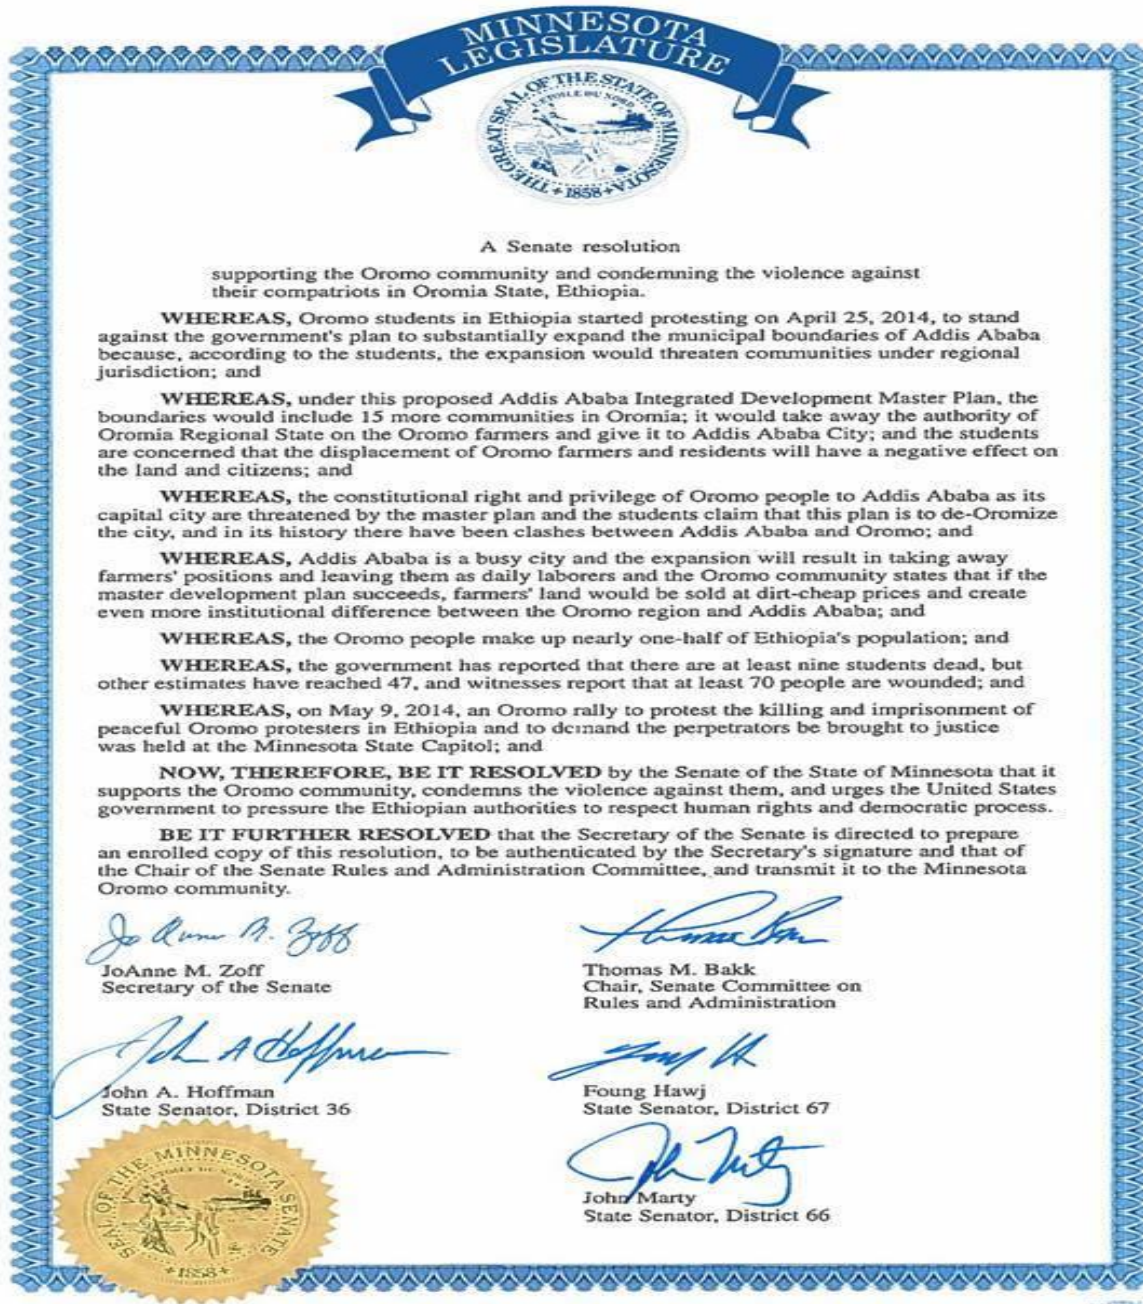 MINNESOTA
LEGISLATURE
THE GREAT SEAL OF THE STATE OF MINNESOTA
L'ETOILE DU NORD
1858
A Senate resolution
supporting the Oromo community and condemning the violence against
their compatriots in Oromia State, Ethiopia.
WHEREAS, Oromo students in Ethiopia started protesting on April 25, 2014, to stand
against the government's plan to substantially expand the municipal boundaries of Addis Ababa
because, according to the students, the expansion would threaten communities under regional
jurisdiction; and
WHEREAS, under this proposed Addis Ababa Integrated Development Master Plan, the
boundaries would include 15 more communities in Oromia; it would take away the authority of
Oromia Regional State on the Oromo farmers and give it to Addis Ababa City; and the students
are concerned that the displacement of Oromo farmers and residents will have a negative effect on
the land and citizens; and
WHEREAS, the constitutional right and privilege of Oromo people to Addis Ababa as its
capital city are threatened by the master plan and the students claim that this plan is to de-Oromize
the city, and in its history there have been clashes between Addis Ababa and Oromo; and
WHEREAS, Addis Ababa is a busy city and the expansion will result in taking away
farmers' positions and leaving them as daily laborers and the Oromo community states that if the
master development plan succeeds, farmers' land would be sold at dirt-cheap prices and create
even more institutional difference between the Oromo region and Addis Ababa; and
WHEREAS, the Oromo people make up nearly one-half of Ethiopia's population; and
WHEREAS, the government has reported that there are at least nine students dead, but
other estimates have reached 47, and witnesses report that at least 70 people are wounded; and
WHEREAS, on May 9, 2014, an Oromo rally to protest the killing and imprisonment of
peaceful Oromo protesters in Ethiopia and to demand the perpetrators be brought to justice
was held at the Minnesota State Capitol; and
NOW, THEREFORE, BE IT RESOLVED by the Senate of the State of Minnesota that it
supports the Oromo community, condemns the violence against them, and urges the United States
government to pressure the Ethiopian authorities to respect human rights and democratic process.
BE IT FURTHER RESOLVED that the Secretary of the Senate is directed to prepare
an enrolled copy of this resolution, to be authenticated by the Secretary's signature and that of
the Chair of the Senate Rules and Administration Committee, and transmit it to the Minnesota
Oromo community.
JoAnne M. Zoff
JoAnne M. Zoff
Secretary of the Senate
Thomas M. Bakk
Chair, Senate Committee on
Rules and Administration
John A Hoffman
John A. Hoffman
State Senator, District 36
Foung Hawj
State Senator, District 67
John Marty
John Marty
State Senator, District 66
SEAL OF THE MINNESOTA SENATE
1858